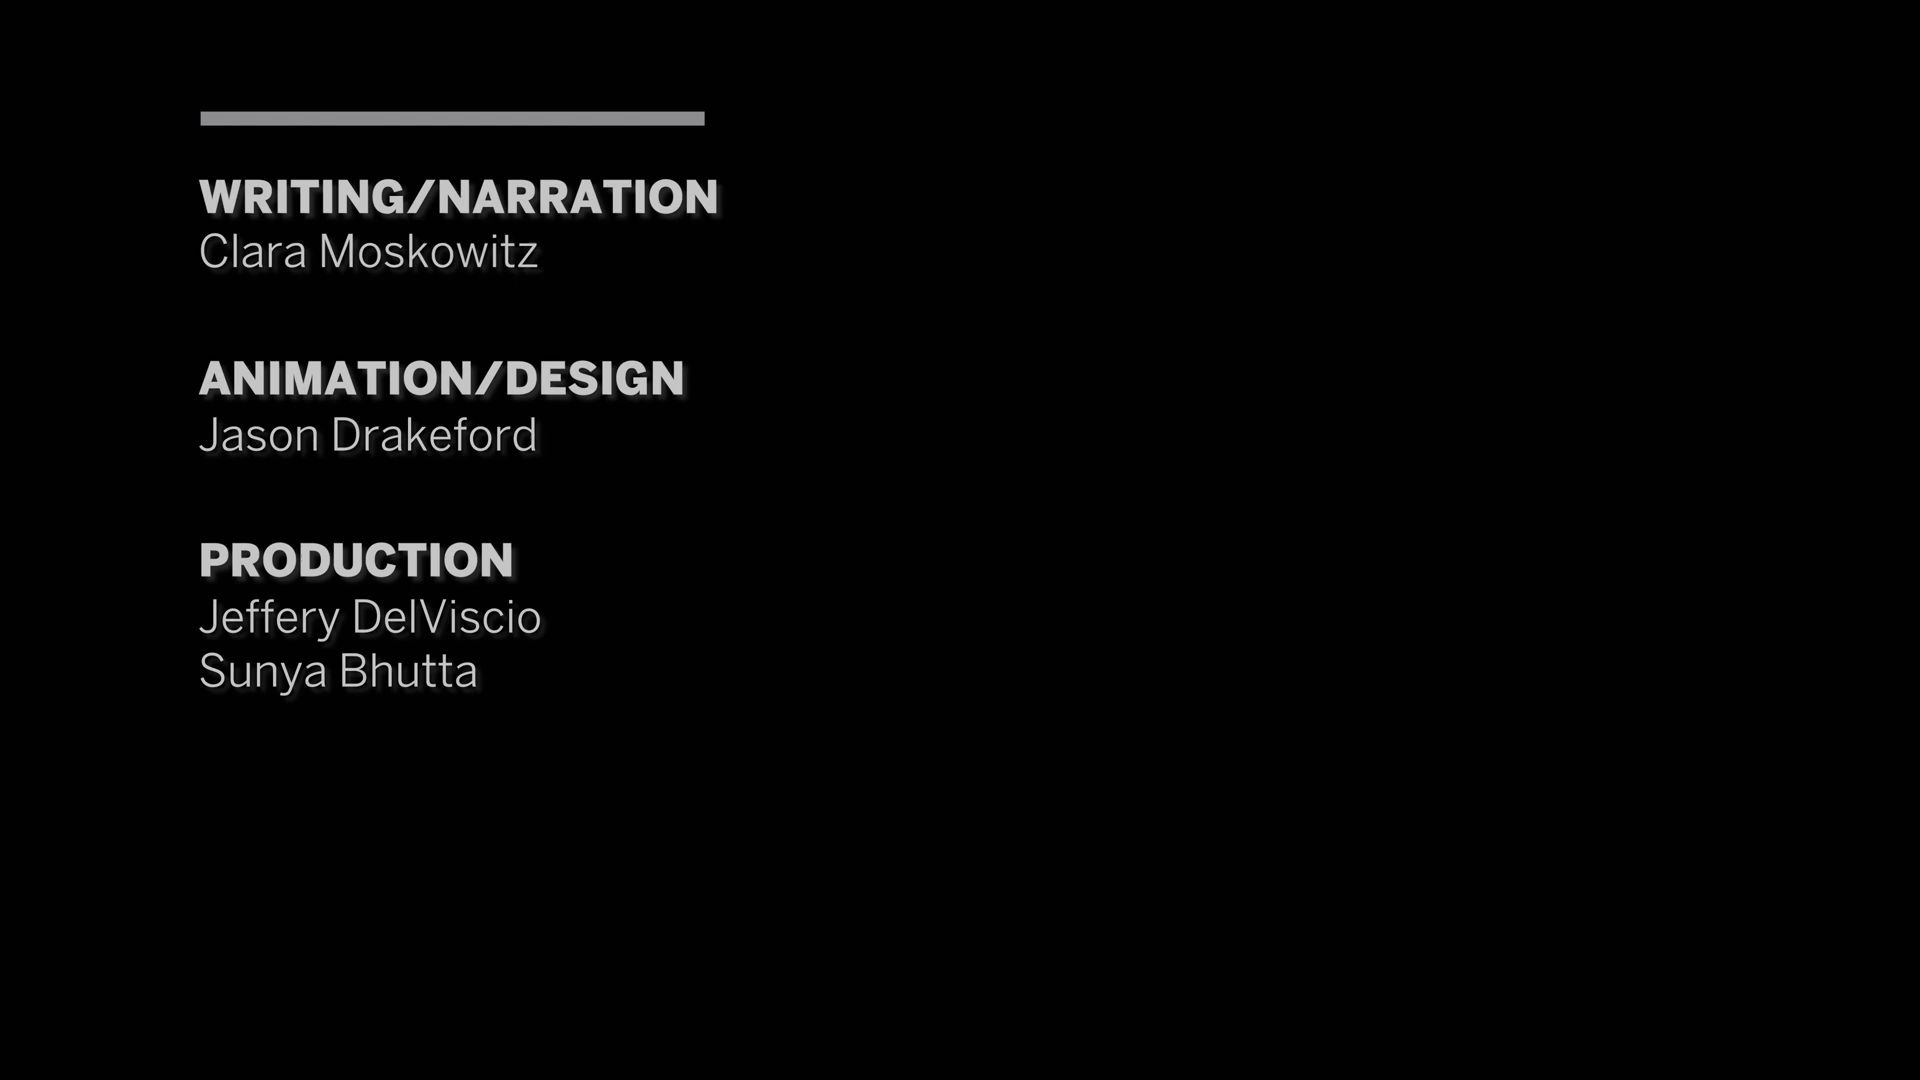 WRITING/NARRATION
Clara Moskowitz
ANIMATION/DESIGN
Jason Drakeford
PRODUCTION
Jeffery DelViscio
Sunya Bhutta